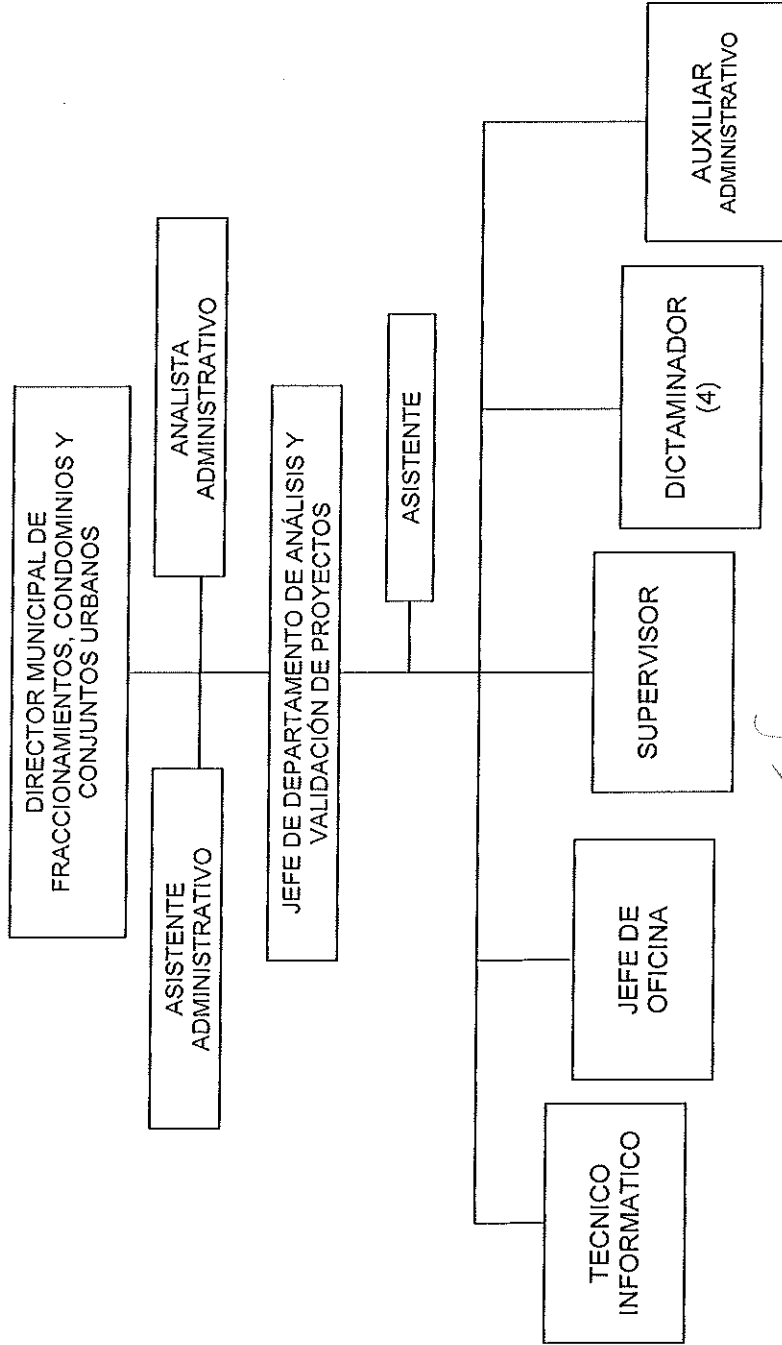 DIRECTOR MUNICIPAL DE
FRACCIONAMIENTOS, CONDOMINIOS Y
CONJUNTOS URBANOS
ASISTENTE
ADMINISTRATIVO
ANALISTA
ADMINISTRATIVO
JEFE DE DEPARTAMENTO DE ANÁLISIS Y
VALIDACIÓN DE PROYECTOS
ASISTENTE
TECNICO
INFORMATICO
JEFE DE
OFICINA
SUPERVISOR
DICTAMINADOR
(4)
AUXILIAR
ADMINISTRATIVO